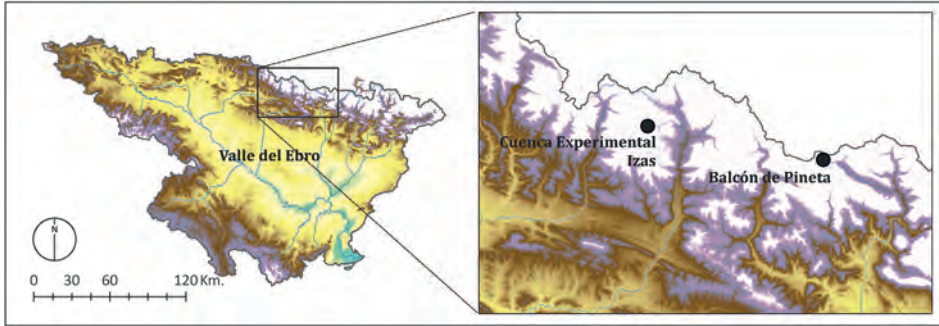 Valle del Ebro
N
0 30 60 120 Km.
Cuenca Experimental
Izas
Balcón de Pineta